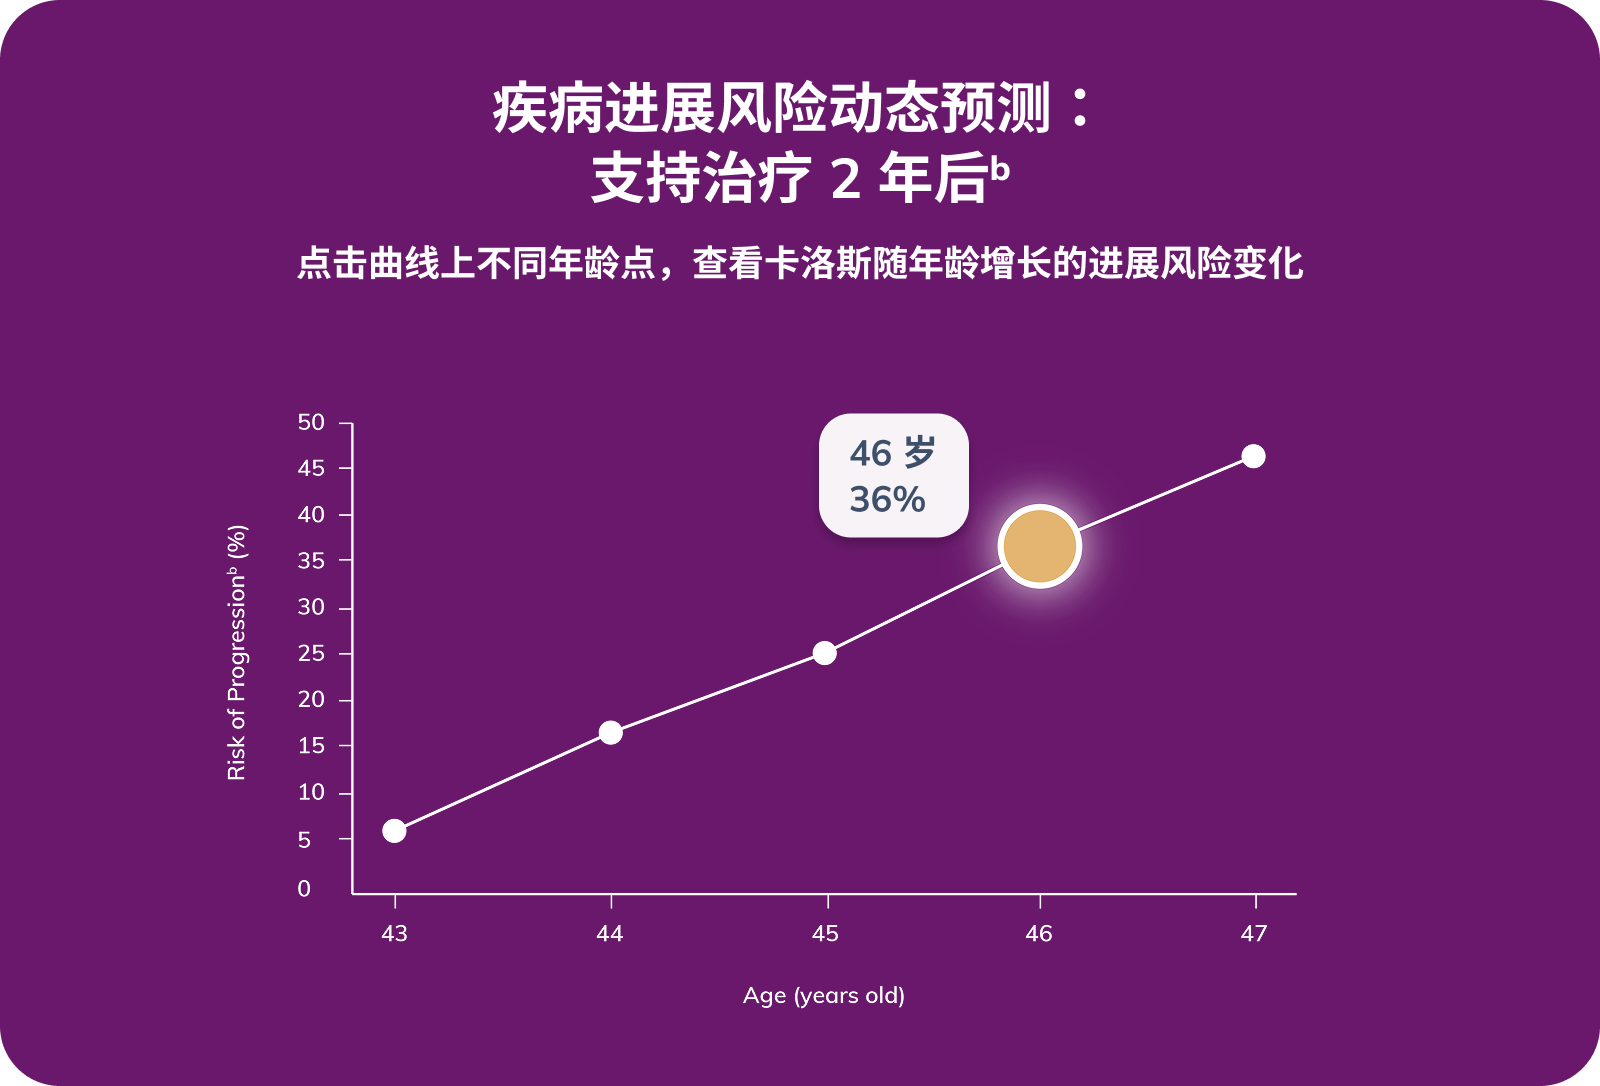 疾病进展风险动态预测：
支持治疗 2 年后ᵇ
点击曲线上不同年龄点，查看卡洛斯随年龄增长的进展风险变化
46 岁
36%
Risk of Progressionᵇ (%)
50
45
40
35
30
25
20
15
10
5
0
43 44 45 46 47
Age (years old)